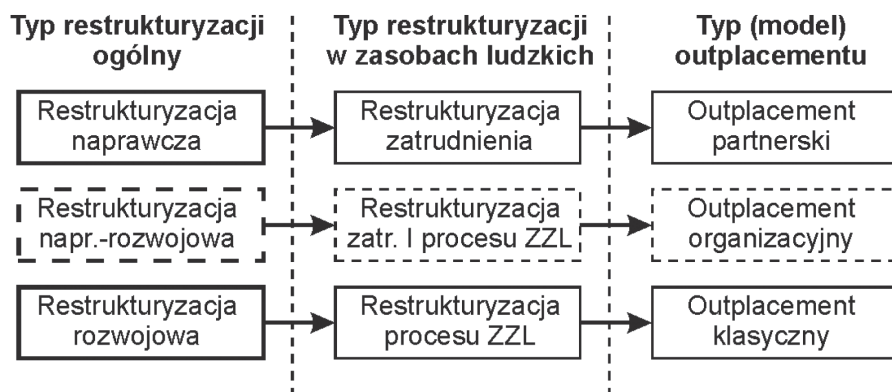 Typ restrukturyzacji
ogólny
Typ restrukturyzacji
w zasobach ludzkich
Typ (model)
outplacementu
Restrukturyzacja
naprawcza
Restrukturyzacja
zatrudnienia
Outplacement
partnerski
Restrukturyzacja
napr.-rozwojowa
Restrukturyzacja
zatr. I procesu ZZL
Outplacement
organizacyjny
Restrukturyzacja
rozwojowa
Restrukturyzacja
procesu ZZL
Outplacement
klasyczny